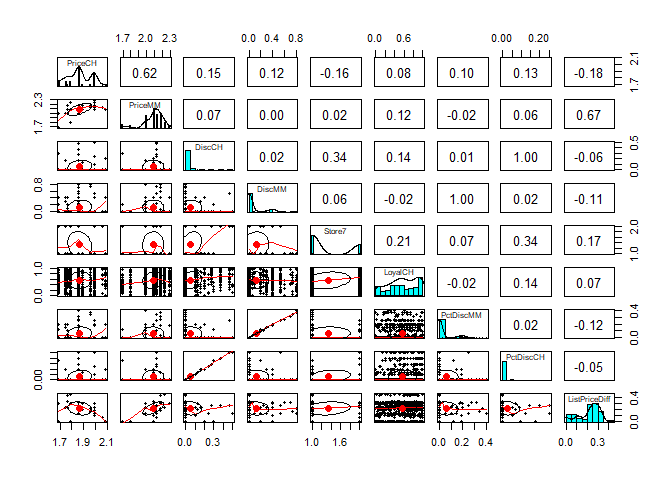 1.7 2.0 2.3 0.0 0.4 0.8 0.0 0.6 0.00 0.20
PriceCH 0.62 0.15 0.12 -0.16 0.08 0.10 0.13 -0.18 1.7 2.1
1.7 2.3 PriceMM 0.07 0.00 0.02 0.12 -0.02 0.06 0.67
DiscCH 0.02 0.34 0.14 0.01 1.00 -0.06 0.0 0.5
0.0 0.8 DiscMM 0.06 -0.02 1.00 0.02 -0.11
Store7 0.21 0.07 0.34 0.17 1.0 2.0
0.0 1.0 LoyalCH -0.02 0.14 0.07
PctDiscMM 0.02 -0.12 0.0 0.4
0.00 PctDiscCH -0.05
ListPriceDiff 0.0 0.4
1.7 1.9 2.1 0.0 0.3 1.0 1.6 0.0 0.2 0.4 0.0 0.3